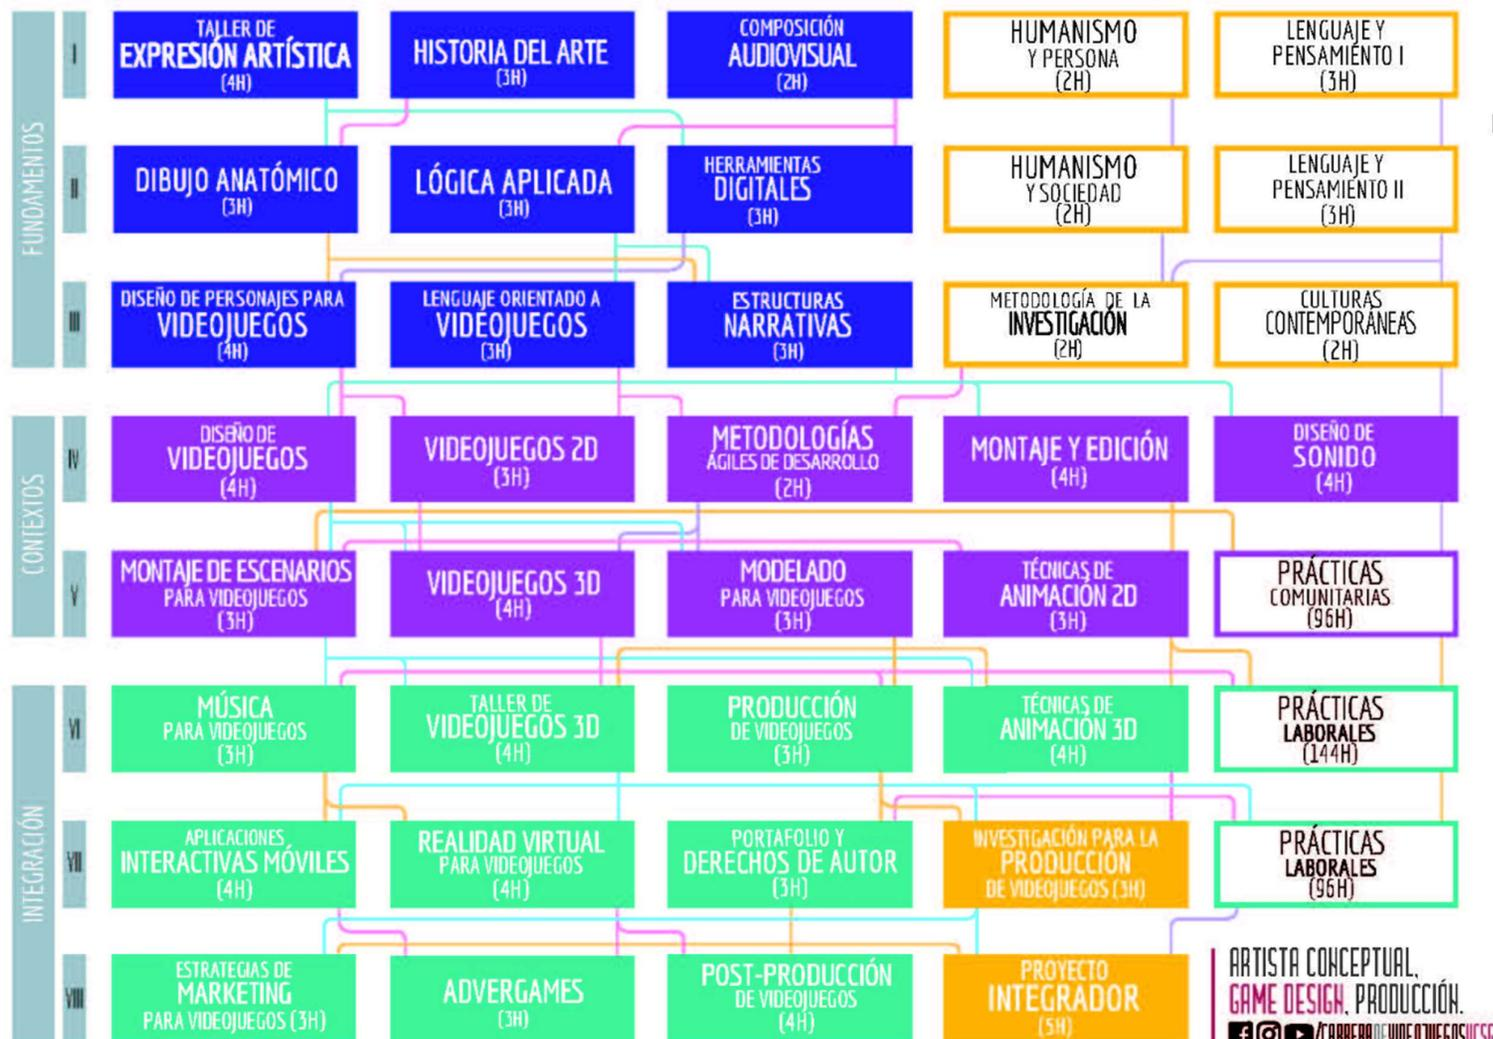 FUNDAMENTOS
I
TALLER DE
EXPRESIÓN ARTÍSTICA
(4H)
HISTORIA DEL ARTE
(3H)
COMPOSICIÓN
AUDIOVISUAL
(2H)
HUMANISMO
Y PERSONA
(2H)
LENGUAJE Y
PENSAMIENTO I
(3H)
II
DIBUJO ANATÓMICO
(3H)
LÓGICA APLICADA
(3H)
HERRAMIENTAS
DIGITALES
(3H)
HUMANISMO
Y SOCIEDAD
(2H)
LENGUAJE Y
PENSAMIENTO II
(3H)
III
DISEÑO DE PERSONAJES PARA
VIDEOJUEGOS
(4H)
LENGUAJE ORIENTADO A
VIDEOJUEGOS
(3H)
ESTRUCTURAS
NARRATIVAS
(3H)
METODOLOGÍA DE LA
INVESTIGACIÓN
(2H)
CULTURAS
CONTEMPORÁNEAS
(2H)
CONTEXTOS
IV
DISEÑO DE
VIDEOJUEGOS
(4H)
VIDEOJUEGOS 2D
(3H)
METODOLOGÍAS
ÁGILES DE DESARROLLO
(2H)
MONTAJE Y EDICIÓN
(4H)
DISEÑO DE
SONIDO
(4H)
V
MONTAJE DE ESCENARIOS
PARA VIDEOJUEGOS
(3H)
VIDEOJUEGOS 3D
(4H)
MODELADO
PARA VIDEOJUEGOS
(3H)
TÉCNICAS DE
ANIMACIÓN 2D
(3H)
PRÁCTICAS
COMUNITARIAS
(96H)
INTEGRACIÓN
VI
MÚSICA
PARA VIDEOJUEGOS
(3H)
TALLER DE
VIDEOJUEGOS 3D
(4H)
PRODUCCIÓN
DE VIDEOJUEGOS
(3H)
TÉCNICAS DE
ANIMACIÓN 3D
(4H)
PRÁCTICAS
LABORALES
(144H)
VII
APLICACIONES
INTERACTIVAS MÓVILES
(4H)
REALIDAD VIRTUAL
PARA VIDEOJUEGOS
(4H)
PORTAFOLIO Y
DERECHOS DE AUTOR
(3H)
INVESTIGACIÓN PARA LA
PRODUCCIÓN
DE VIDEOJUEGOS (3H)
PRÁCTICAS
LABORALES
(96H)
VIII
ESTRATEGIAS DE
MARKETING
PARA VIDEOJUEGOS (3H)
ADVERGAMES
(3H)
POST-PRODUCCIÓN
DE VIDEOJUEGOS
(4H)
PROYECTO
INTEGRADOR
(5H)
ARTISTA CONCEPTUAL,
GAME DESIGN, PRODUCCIÓN.